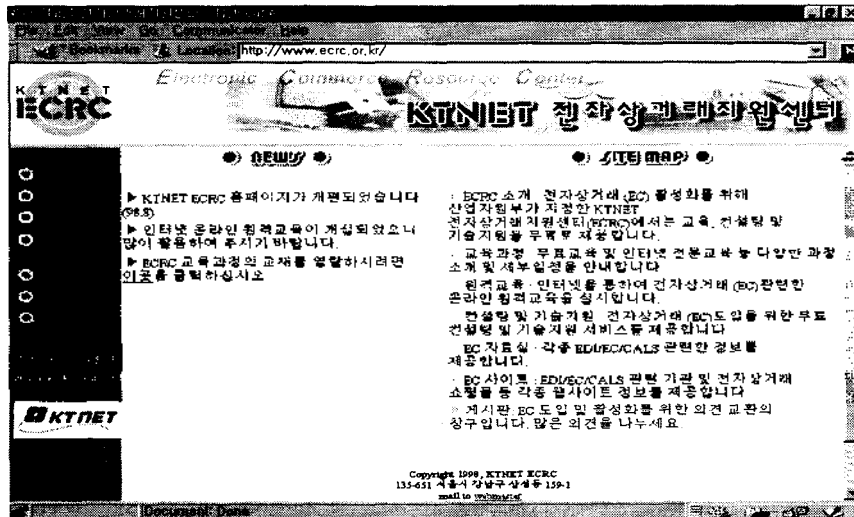 File Edit View Go Communicator Help
Bookmarks Location: http://www.ecrc.or.kr/
Electronic Commerce Resource Center
KTNET
ECRC
KTNET 전자상거래지원센터
NEWS
▶ KTNET ECRC 홈페이지가 개편되었습니다
(98.8)
▶ 인터넷 온라인 원격교육이 개설되었으니
많이 활용하여 주시기 바랍니다.
▶ ECRC 교육과정의 교재를 열람하시려면
이곳을 클릭하십시오
SITE MAP
ECRC 소개 : 전자상거래 (EC) 활성화를 위해
산업자원부가 지정한 KTNET
전자상거래지원센터(ECRC)에서는 교육, 컨설팅 및
기술지원을 무료로 제공합니다.
교육과정 : 무료교육 및 인터넷 전문교육 등 다양한 과정
소개 및 세부일정을 안내합니다
원격교육 : 인터넷을 통하여 전자상거래 (EC)관련한
온라인 원격교육을 실시합니다.
컨설팅 및 기술지원 : 전자상거래 (EC)도입을 위한 무료
컨설팅 및 기술지원 서비스를 제공합니다
EC 자료실 : 각종 EDI/EC/CALS 관련한 정보를
제공합니다.
EC 사이트 : EDI/EC/CALS 관련 기관 및 전자상거래
쇼핑몰 등 각종 웹사이트 정보를 제공합니다
게시판: EC 도입 및 활성화를 위한 의견 교환의
창구입니다. 많은 의견을 나누세요.
KTNET
Copyright 1998, KTNET ECRC
135-651 서울시 강남구 삼성동 159-1
mail to webmaster
Document: Done